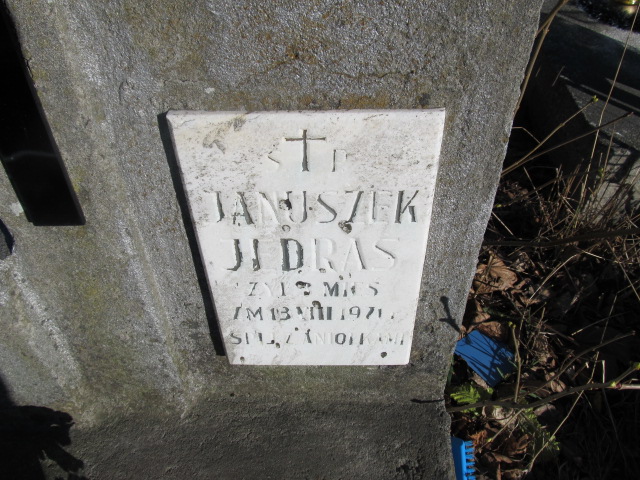 Ś P
JANUSZEK
JĘDRAS
ŻYŁ MIES
ZM 13 VIII 1971
ŚPIJ ANIOŁKU